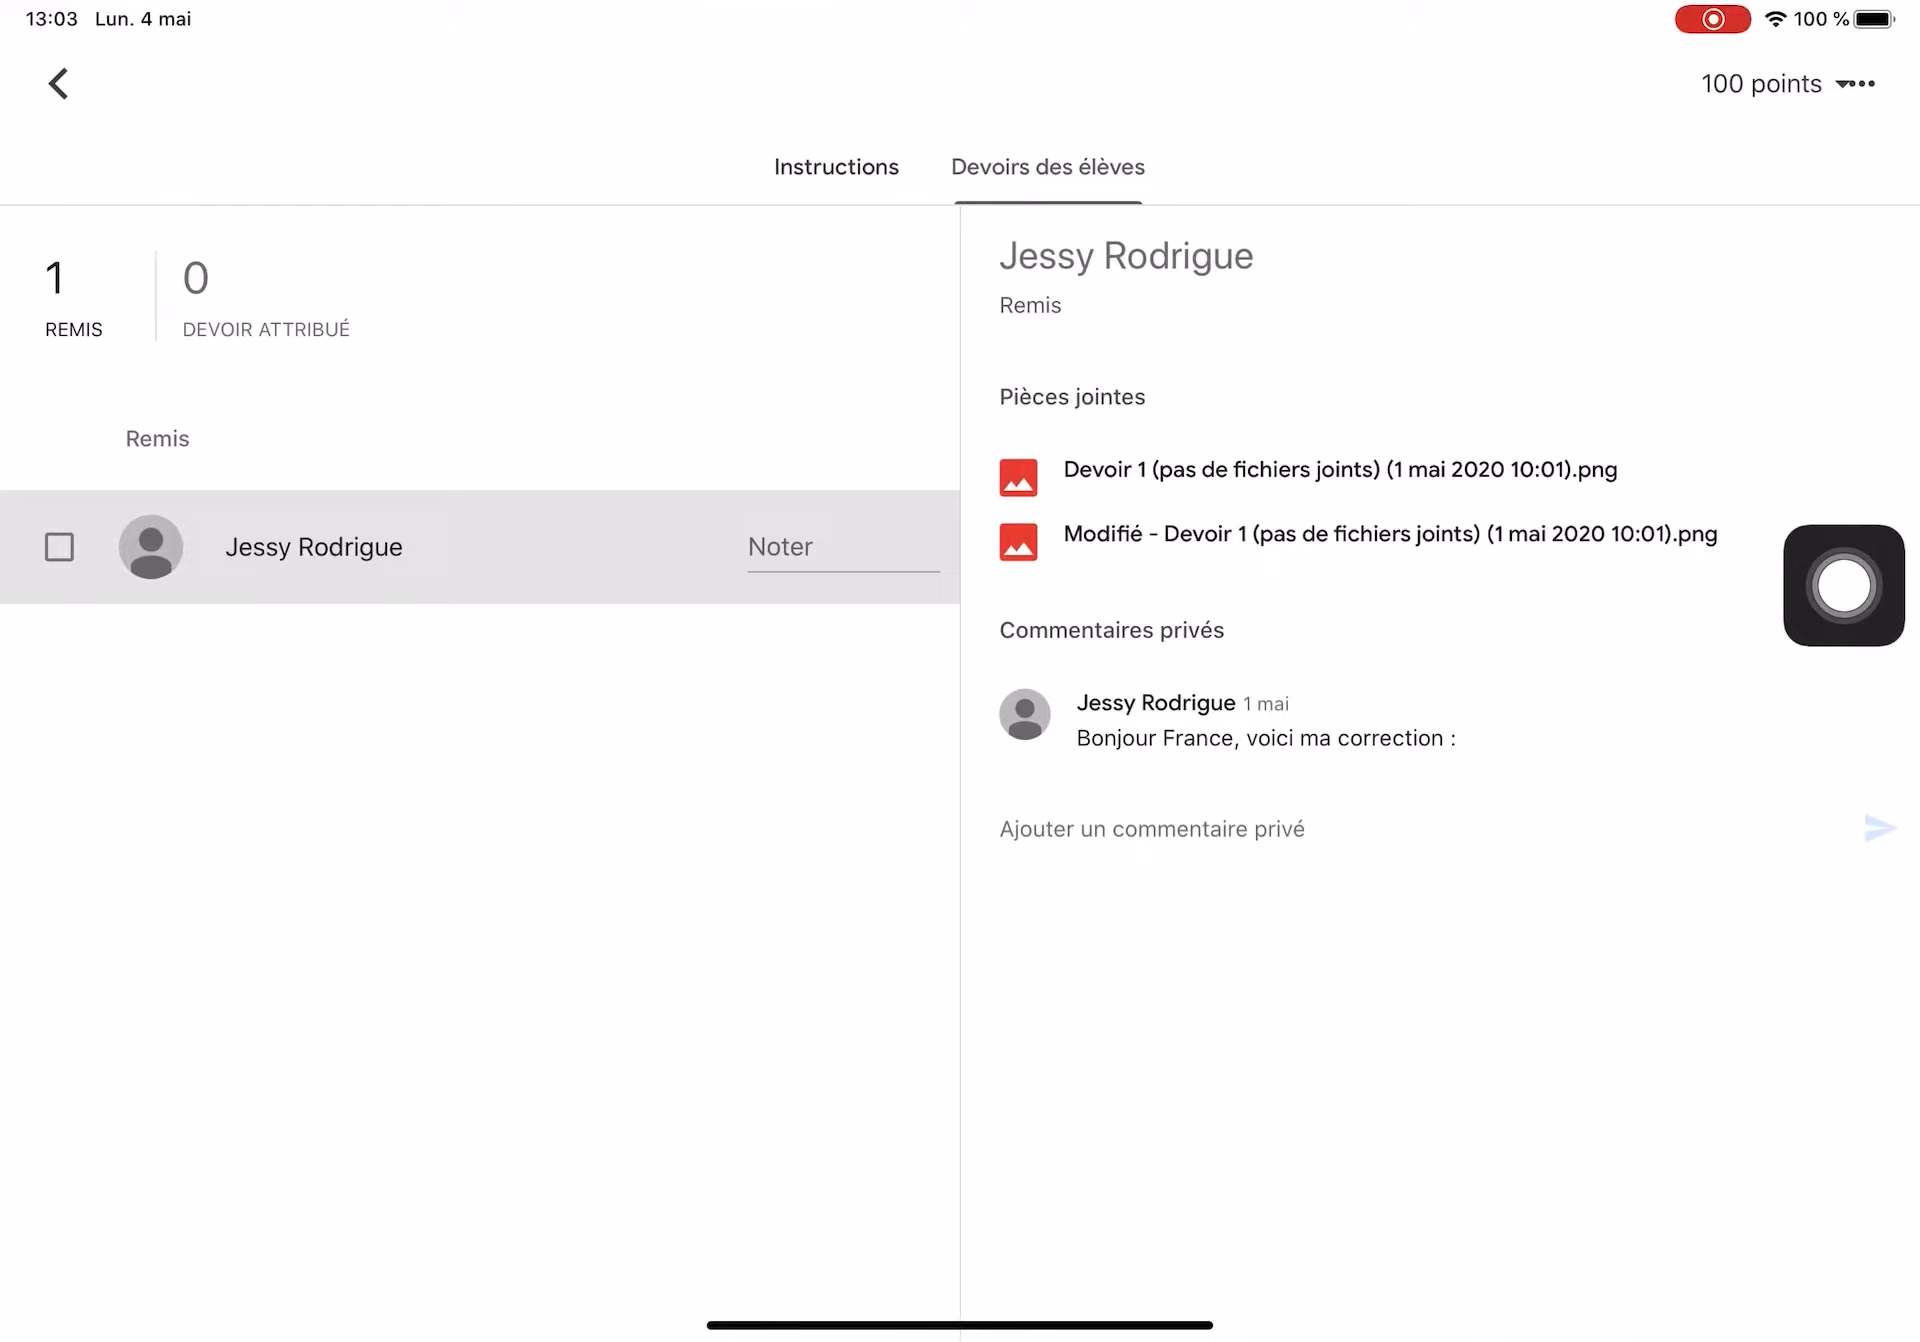 13:03 Lun. 4 mai
100 %
100 points
Instructions
Devoirs des élèves
1
REMIS
0
DEVOIR ATTRIBUÉ
Remis
Jessy Rodrigue
Noter
Jessy Rodrigue
Remis
Pièces jointes
Devoir 1 (pas de fichiers joints) (1 mai 2020 10:01).png
Modifié - Devoir 1 (pas de fichiers joints) (1 mai 2020 10:01).png
Commentaires privés
Jessy Rodrigue 1 mai
Bonjour France, voici ma correction :
Ajouter un commentaire privé